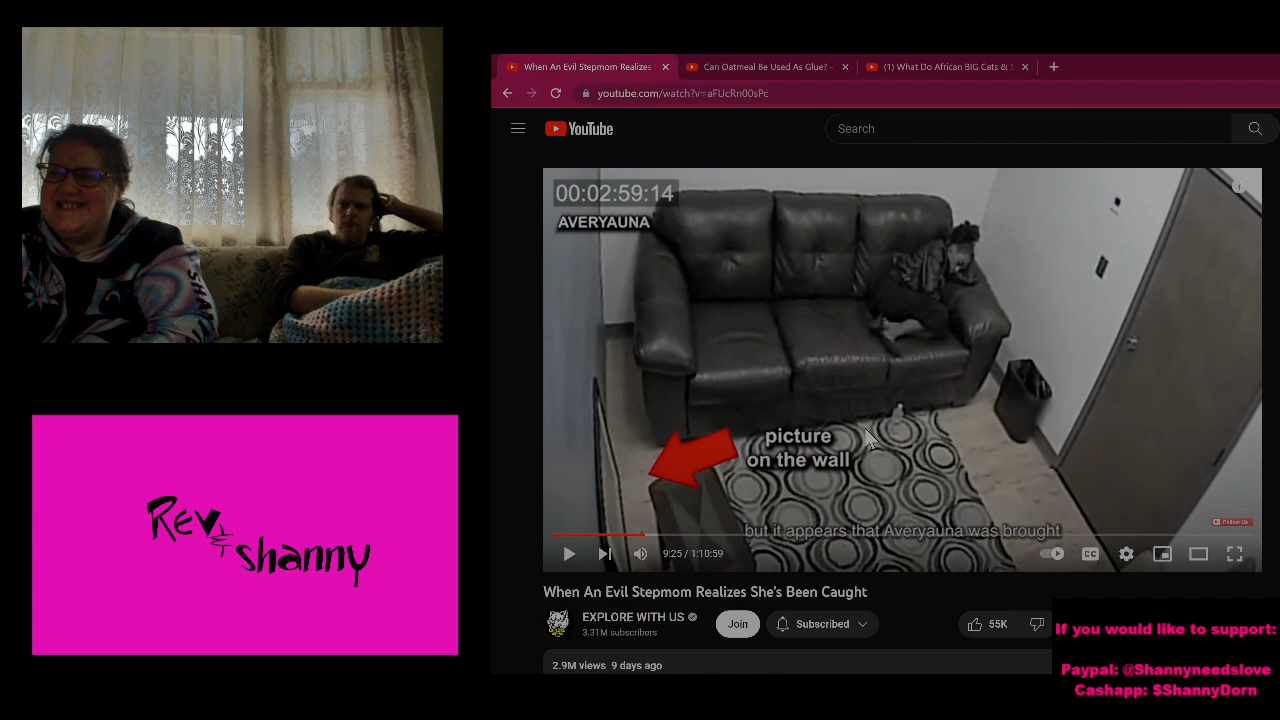 When An Evil Stepmom Realizes
Can Oatmeal Be Used As Glue? -
(1) What Do African BIG Cats & S
youtube.com/watch?v=aFUcRn00sPc
YouTube
Search
00:02:59:14
AVERYAUNA
picture
on the wall
but it appears that Averyauna was brought
Follow Us
9:25 / 1:10:59
CC
When An Evil Stepmom Realizes She's Been Caught
EXPLORE WITH US
3.31M subscribers
Join
Subscribed
55K
2.9M views 9 days ago
Rev
&
shanny
If you would like to support:
Paypal: @Shannyneedslove
Cashapp: $ShannyDorn